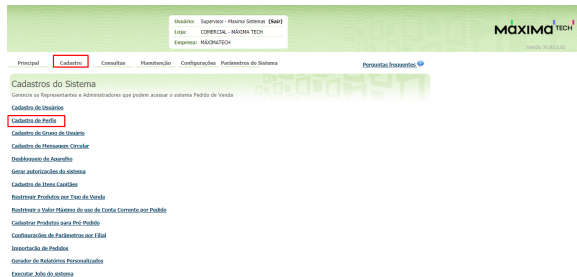 Usuário: Supervisor - Máxima Sistemas (Sair)
Loja: COMERCIAL - MÁXIMA TECH
Empresa: MÁXIMATECH
MÁXIMA TECH
Principal Cadastro Consultas Manutenção Configurações Parâmetros do Sistema Perguntas frequentes
Cadastros do Sistema
Gerencie os Representantes e Administradores que podem acessar o sistema Pedido de Venda
Cadastro de Usuários
Cadastro de Perfis
Cadastro de Grupo de Usuário
Cadastro de Mensagem Circular
Desbloqueio de Aparelho
Gerar autorizações do sistema
Cadastro de Itens Capitães
Restringir Produtos por Tipo de Venda
Restringir o Valor Máximo do uso de Conta Corrente por Pedido
Cadastrar Produtos para Pré-Pedido
Configurações de Parâmetros por Filial
Importação de Pedidos
Gerador de Relatórios Personalizados
Executar Jobs do sistema